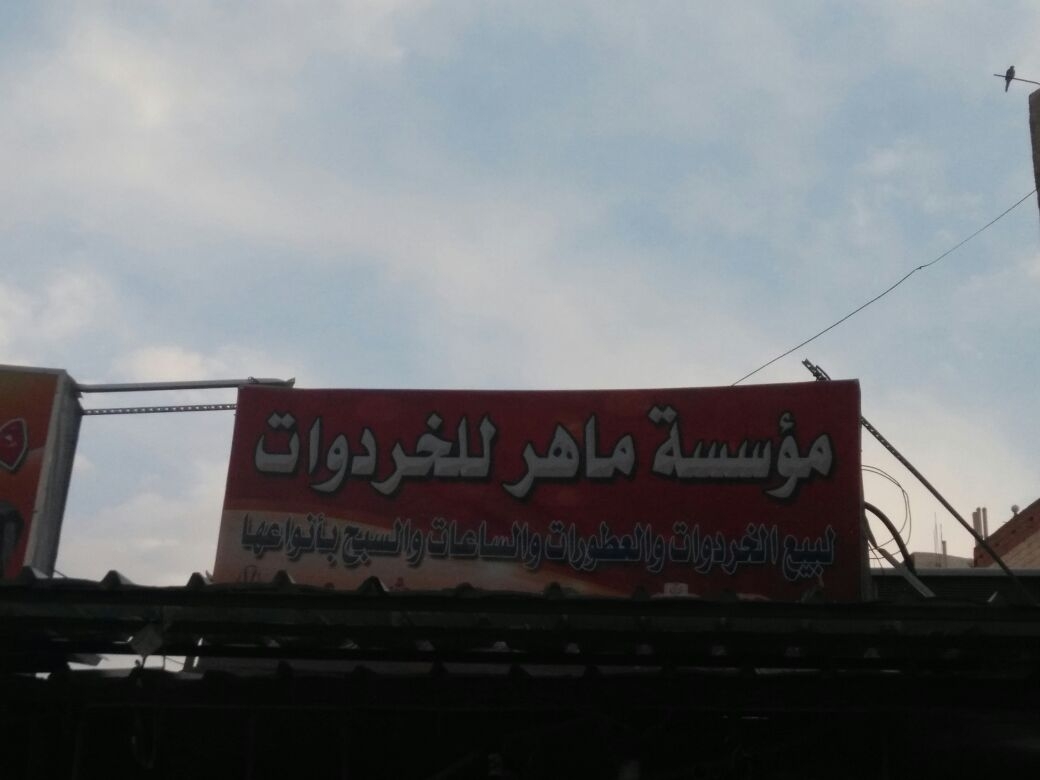 مؤسسة ماهر للخردوات
لبيع الخردوات والعطورات والساعات والسبح بأنواعها